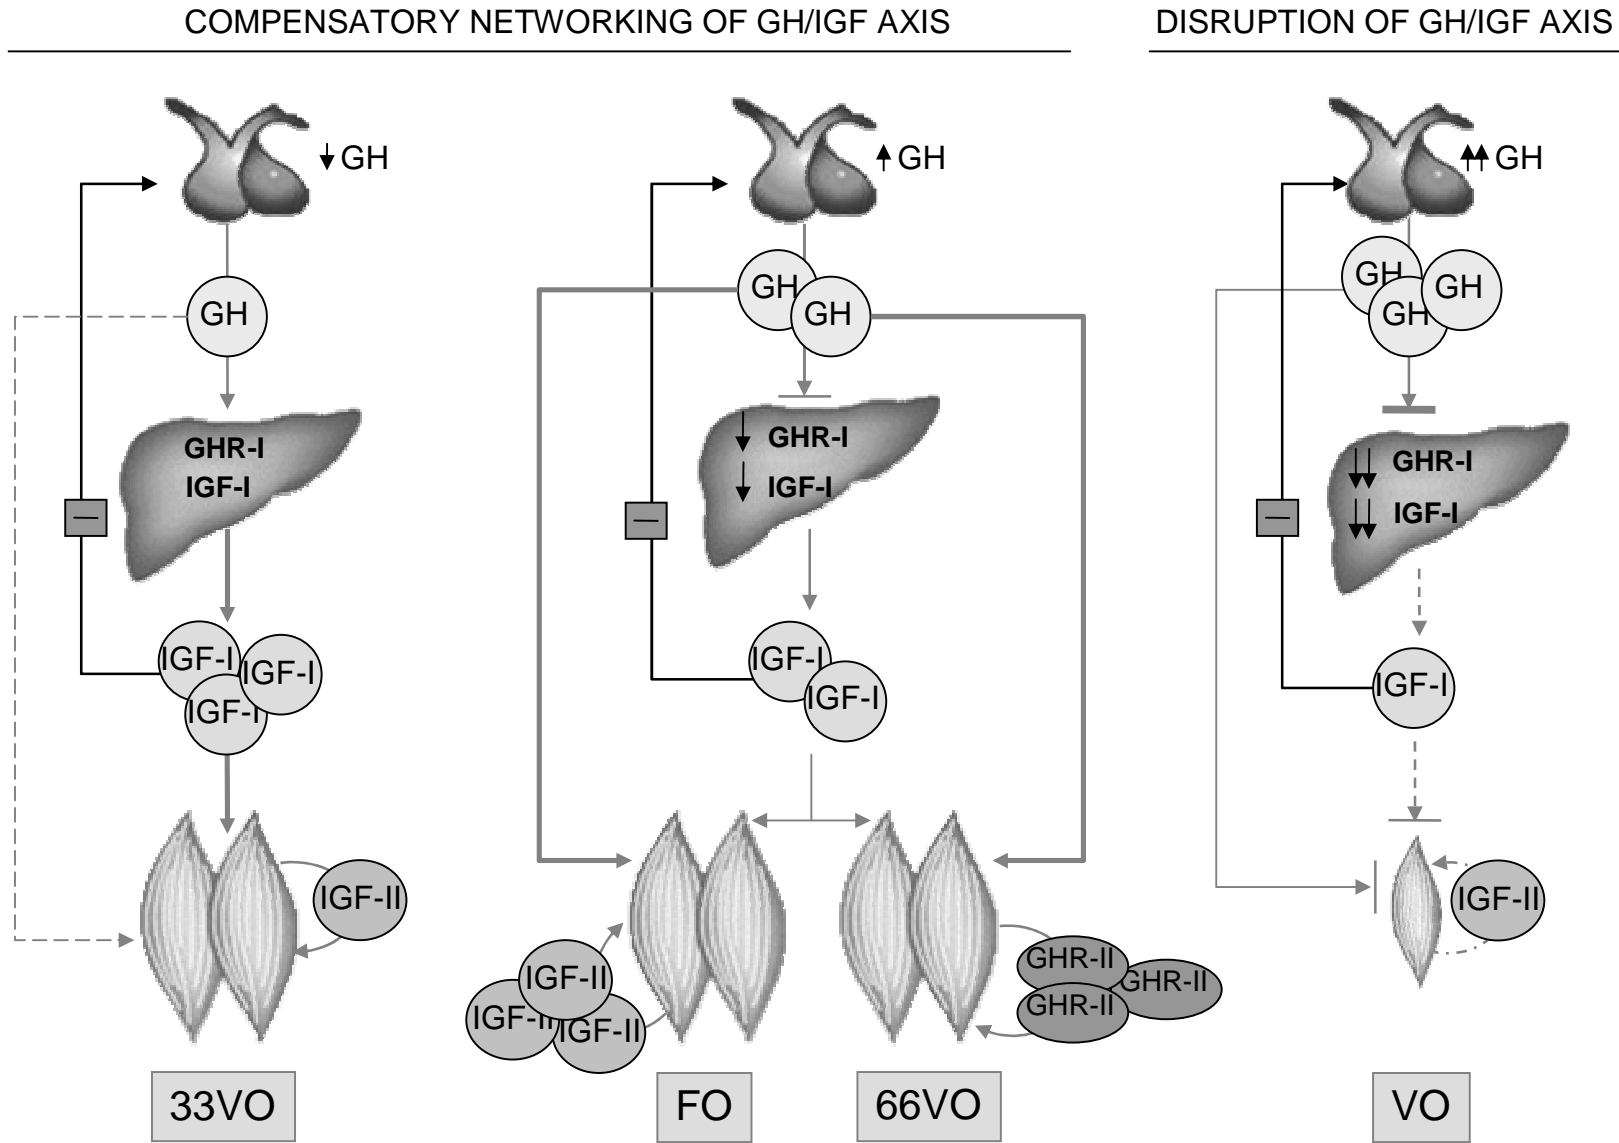 COMPENSATORY NETWORKING OF GH/IGF AXIS
DISRUPTION OF GH/IGF AXIS
↓ GH
GH
GHR-I
IGF-I
—
IGF-I
IGF-I
IGF-I
IGF-II
33VO
↑ GH
GH
GH
↓ GHR-I
↓ IGF-I
—
IGF-I
IGF-I
IGF-II
IGF-II
IGF-II
GHR-II
GHR-II
GHR-II
FO
66VO
↑↑ GH
GH
GH
GH
↓↓ GHR-I
↓↓ IGF-I
—
IGF-I
IGF-II
VO